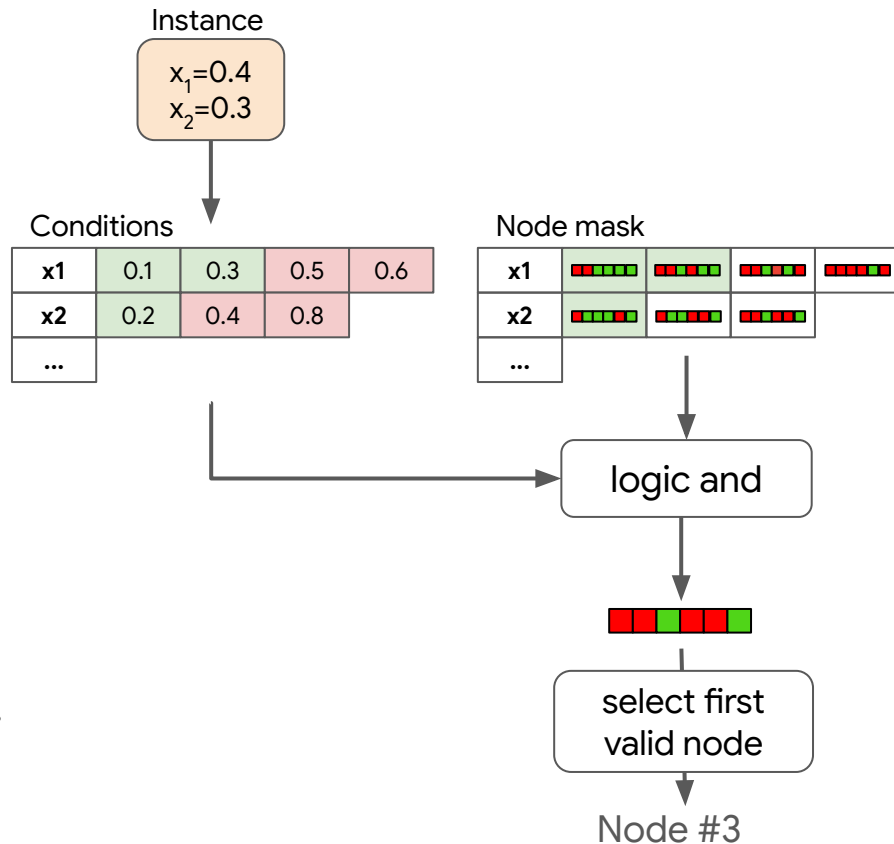 Instance
x1=0.4
x2=0.3
Conditions
x1 0.1 0.3 0.5 0.6
x2 0.2 0.4 0.8
...
Node mask
x1
x2
...
logic and
select first
valid node
Node #3